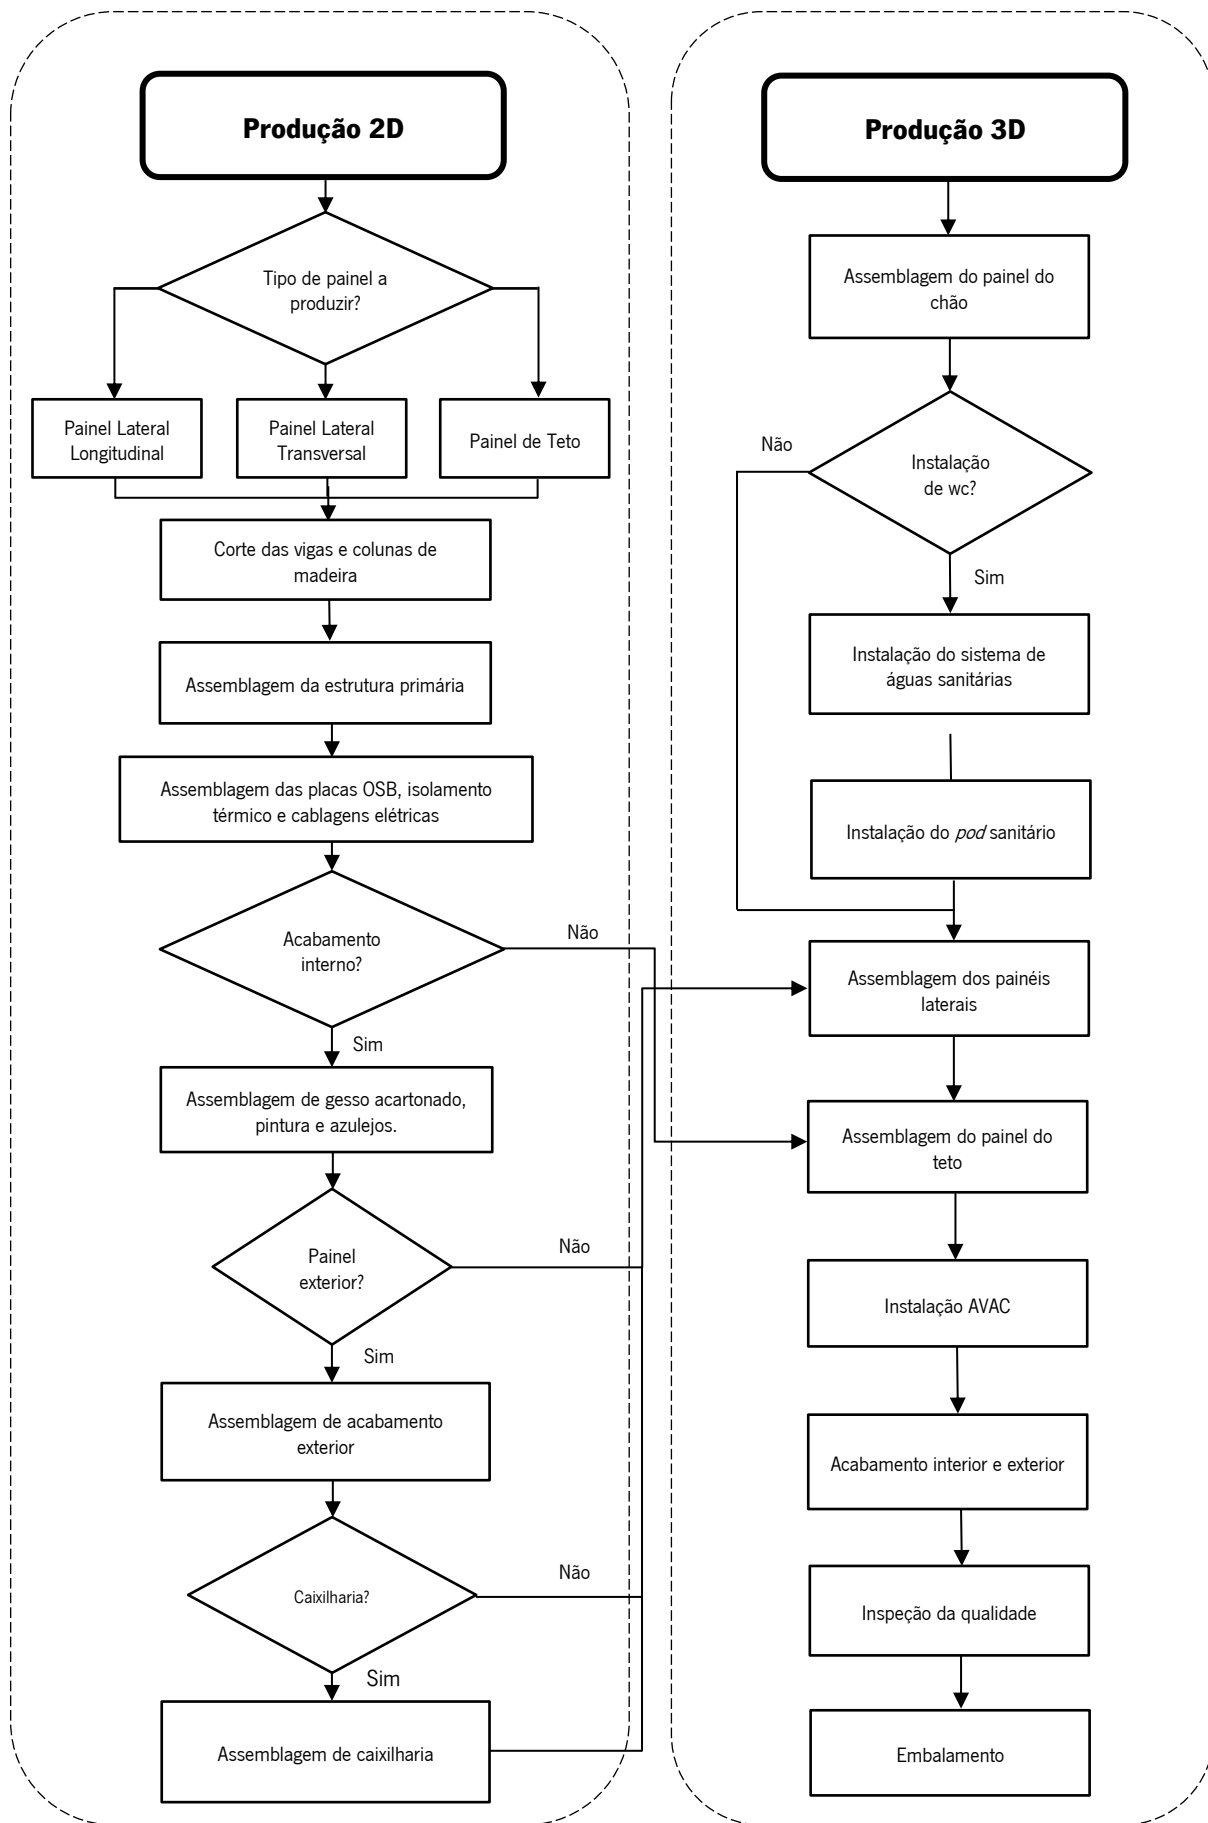 Produção 2D
Tipo de painel a
produzir?
Painel Lateral
Longitudinal
Painel Lateral
Transversal
Painel de Teto
Corte das vigas e colunas de
madeira
Assemblagem da estrutura primária
Assemblagem das placas OSB, isolamento
térmico e cablagens elétricas
Acabamento
interno?
Não
Sim
Assemblagem de gesso acartonado,
pintura e azulejos.
Painel
exterior?
Não
Sim
Assemblagem de acabamento
exterior
Caixilharia?
Não
Sim
Assemblagem de caixilharia
Produção 3D
Assemblagem do painel do
chão
Não
Instalação
de wc?
Sim
Instalação do sistema de
águas sanitárias
Instalação do pod sanitário
Assemblagem dos painéis
laterais
Assemblagem do painel do
teto
Instalação AVAC
Acabamento interior e exterior
Inspeção da qualidade
Embalamento